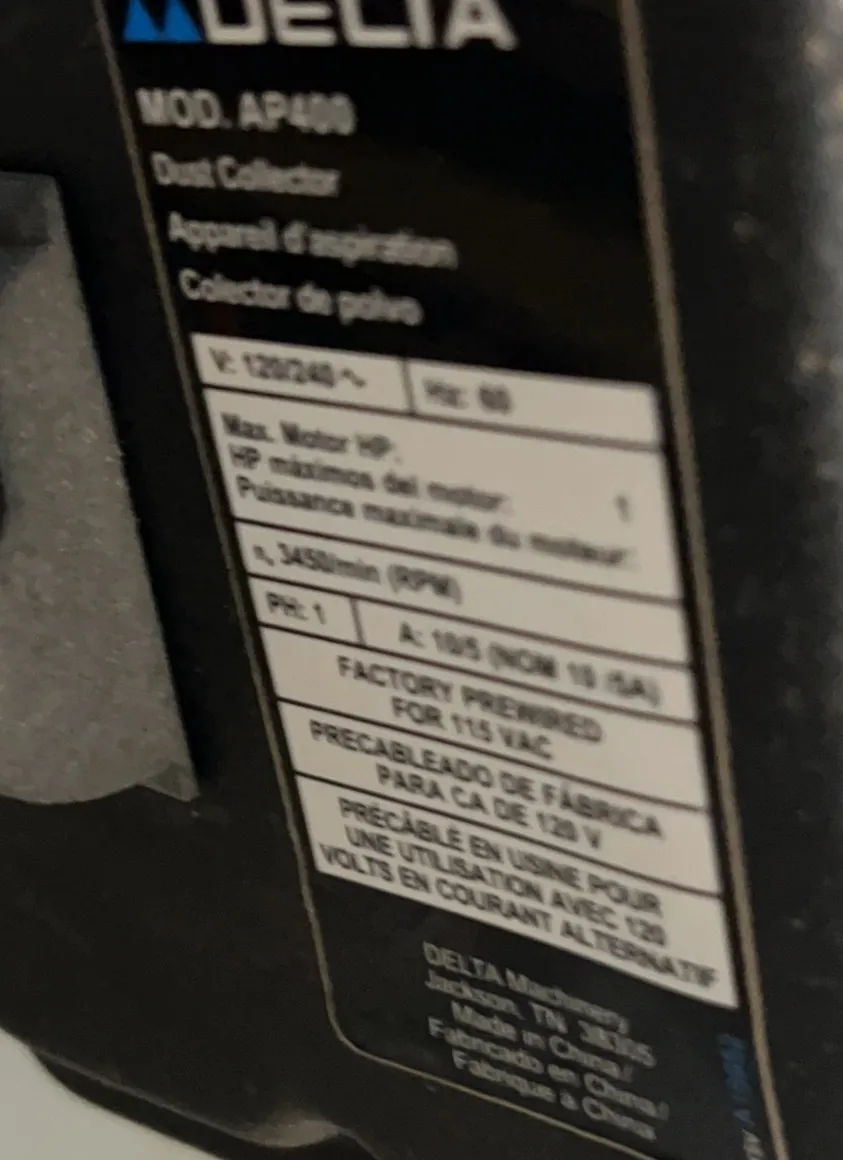 DELTA
MOD. AP400
Dust Collector
Appareil d'aspiration
Colector de polvo
V: 120/240 ~
Hz: 60
Max. Motor HP:
HP máximos del motor: 1
Puissance maximale du moteur:
n, 3450/min (RPM)
PH: 1
A: 10/5 (NOM 10 /5A)
FACTORY PREWIRED
FOR 115 VAC
PRECABLEADO DE FÁBRICA
PARA CA DE 120 V
PRÉCÂBLÉ EN USINE POUR
UNE UTILISATION AVEC 120
VOLTS EN COURANT ALTERNATIF
DELTA Machinery
Jackson, TN 38305
Made in China/
Fabricado en China/
Fabrique à China